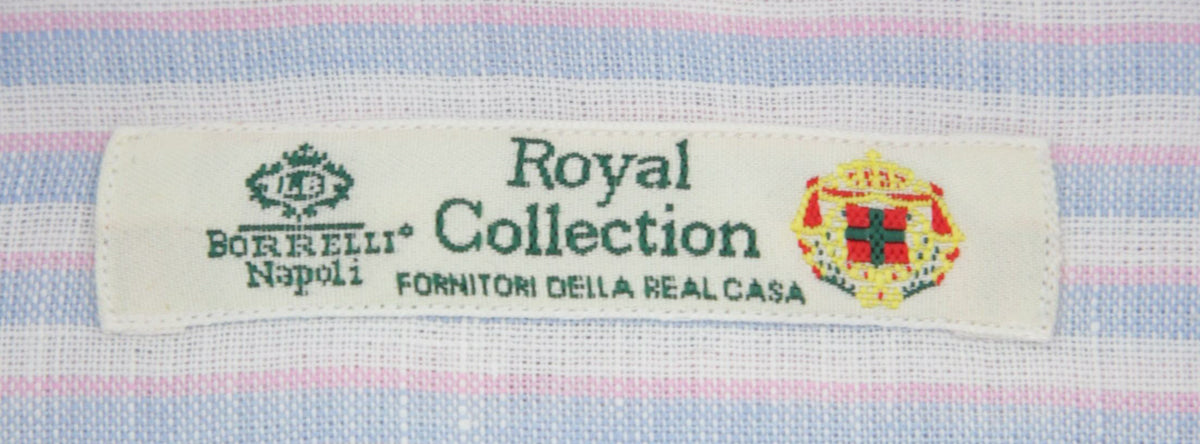 LB
BORRELLI
Napoli
Royal
Collection
FORNITORI DELLA REAL CASA